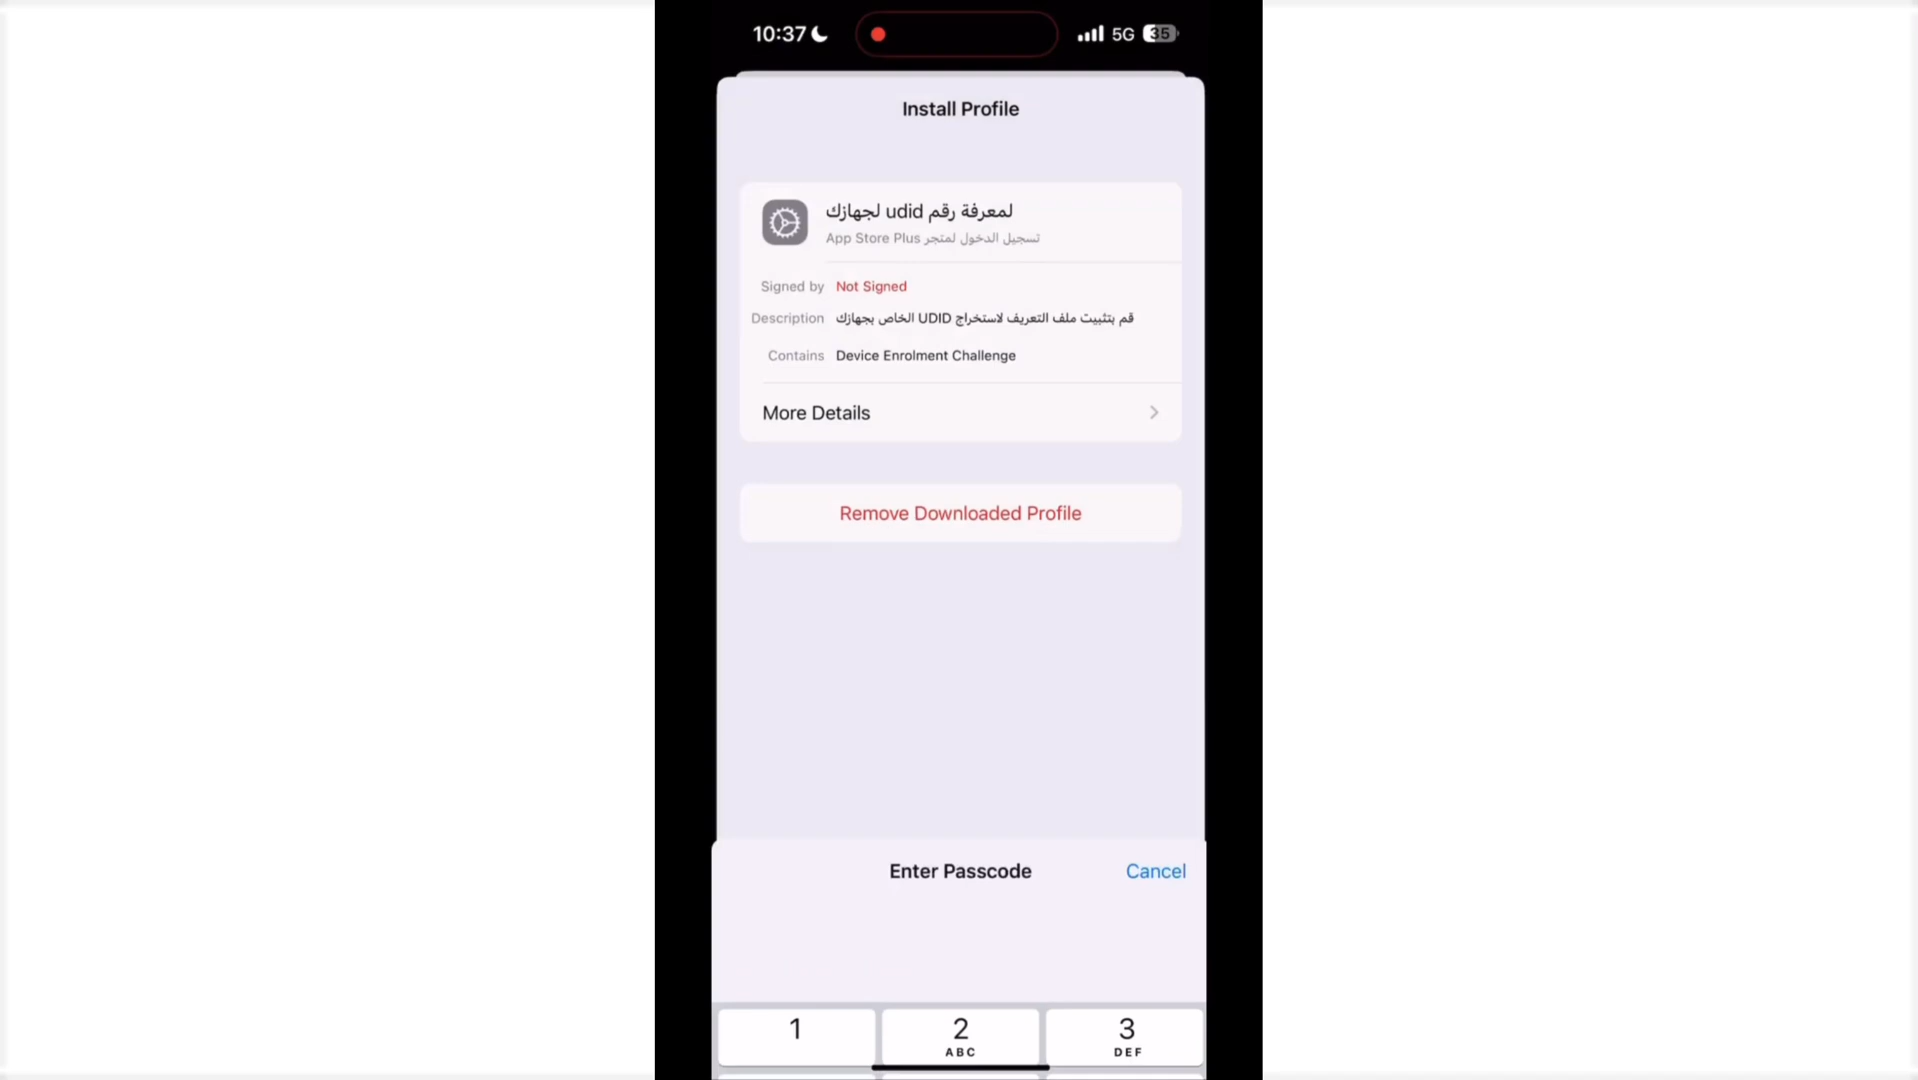 10:37
5G 35
Install Profile
لمعرفة رقم udid لجهازك
تسجيل الدخول لمتجر App Store Plus
Signed by Not Signed
Description قم بتثبيت ملف التعريف لاستخراج UDID الخاص بجهازك
Contains Device Enrolment Challenge
More Details
Remove Downloaded Profile
Enter Passcode Cancel
1 2 3
ABC DEF